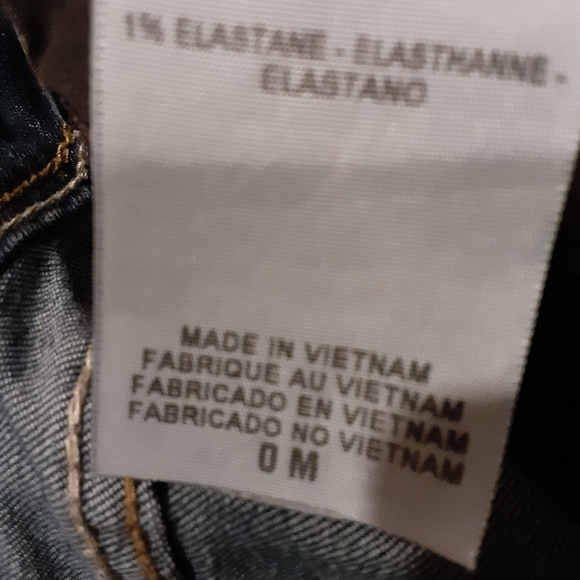 1% ELASTANE - ELASTHANNE -
ELASTANO
MADE IN VIETNAM
FABRIQUE AU VIETNAM
FABRICADO EN VIETNAM
FABRICADO NO VIETNAM
0 M